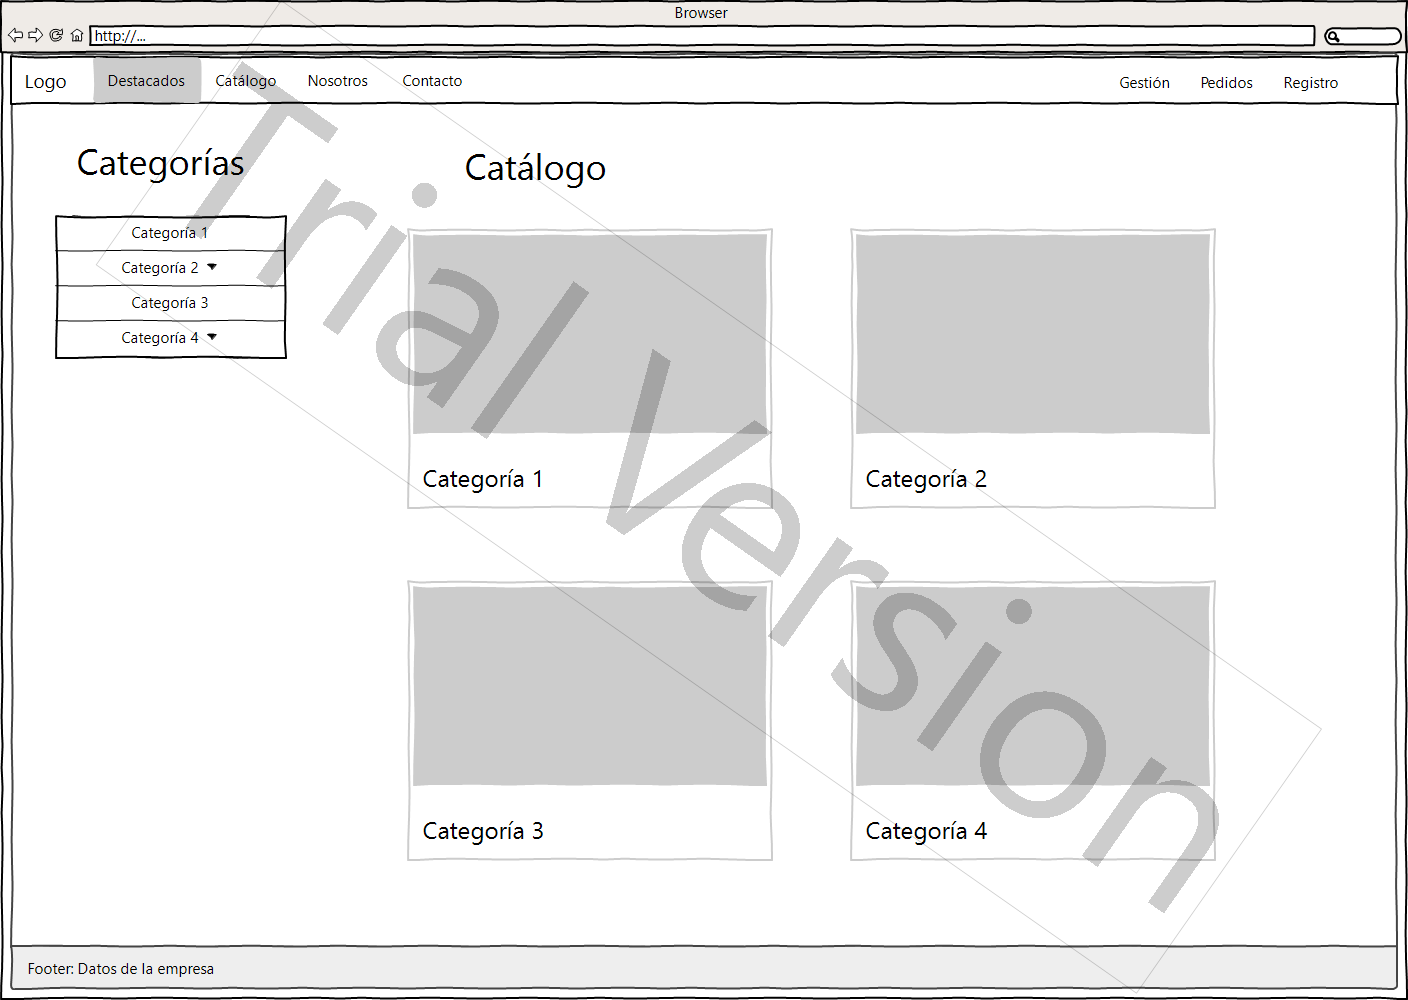 Browser
http://...
Logo Destacados Catálogo Nosotros Contacto Gestión Pedidos Registro
Categorías
Catálogo
Categoría 1
Categoría 2
Categoría 3
Categoría 4
Categoría 1
Categoría 2
Categoría 3
Categoría 4
Trial Version
Footer: Datos de la empresa